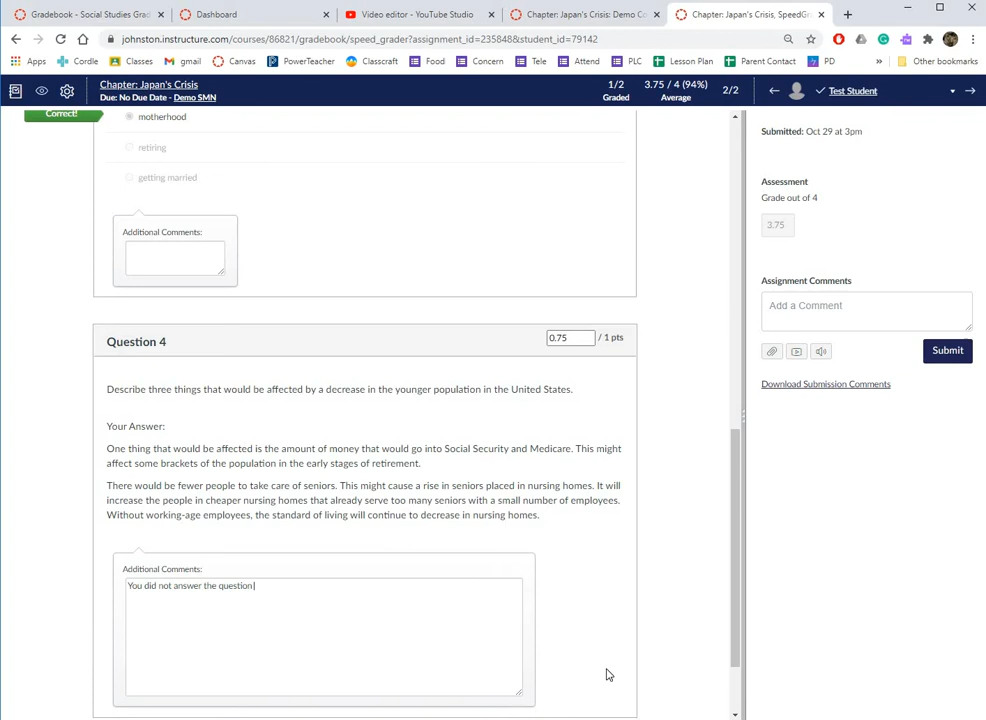 Gradebook - Social Studies Grad
Dashboard
Video editor - YouTube Studio
Chapter: Japan's Crisis: Demo Co
Chapter: Japan's Crisis, SpeedGr
johnston.instructure.com/courses/86821/gradebook/speed_grader?assignment_id=235848&student_id=79142
Apps Cordle Classes gmail Canvas PowerTeacher Classcraft Food Concern Tele Attend PLC Lesson Plan Parent Contact PD » Other bookmarks
Chapter: Japan's Crisis
Due: No Due Date - Demo SMN
1/2
Graded
3.75 / 4 (94%)
Average
2/2
Test Student
Correct!
motherhood
retiring
getting married
Additional Comments:
Question 4
0.75 / 1 pts
Describe three things that would be affected by a decrease in the younger population in the United States.
Your Answer:
One thing that would be affected is the amount of money that would go into Social Security and Medicare. This might
affect some brackets of the population in the early stages of retirement.
There would be fewer people to take care of seniors. This might cause a rise in seniors placed in nursing homes. It will
increase the people in cheaper nursing homes that already serve too many seniors with a small number of employees.
Without working-age employees, the standard of living will continue to decrease in nursing homes.
Additional Comments:
You did not answer the question
Submitted: Oct 29 at 3pm
Assessment
Grade out of 4
3.75
Assignment Comments
Add a Comment
Submit
Download Submission Comments